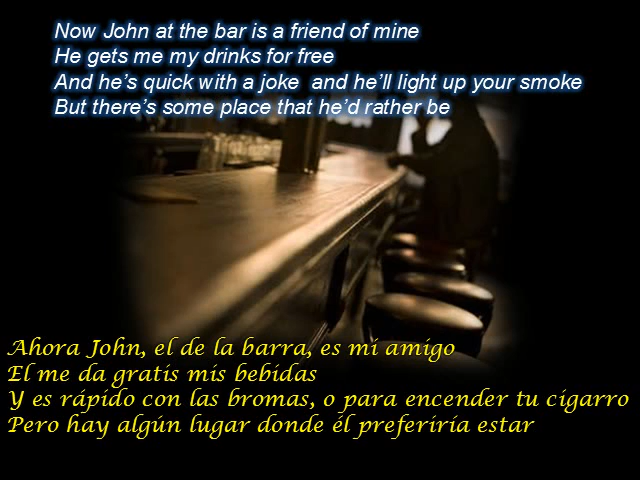 Now John at the bar is a friend of mine
He gets me my drinks for free
And he’s quick with a joke  and he’ll light up your smoke
But there’s some place that he’d rather be
Ahora John, el de la barra, es mi amigo
El me da gratis mis bebidas
Y es rápido con las bromas, o para encender tu cigarro
Pero hay algún lugar donde él preferiría estar